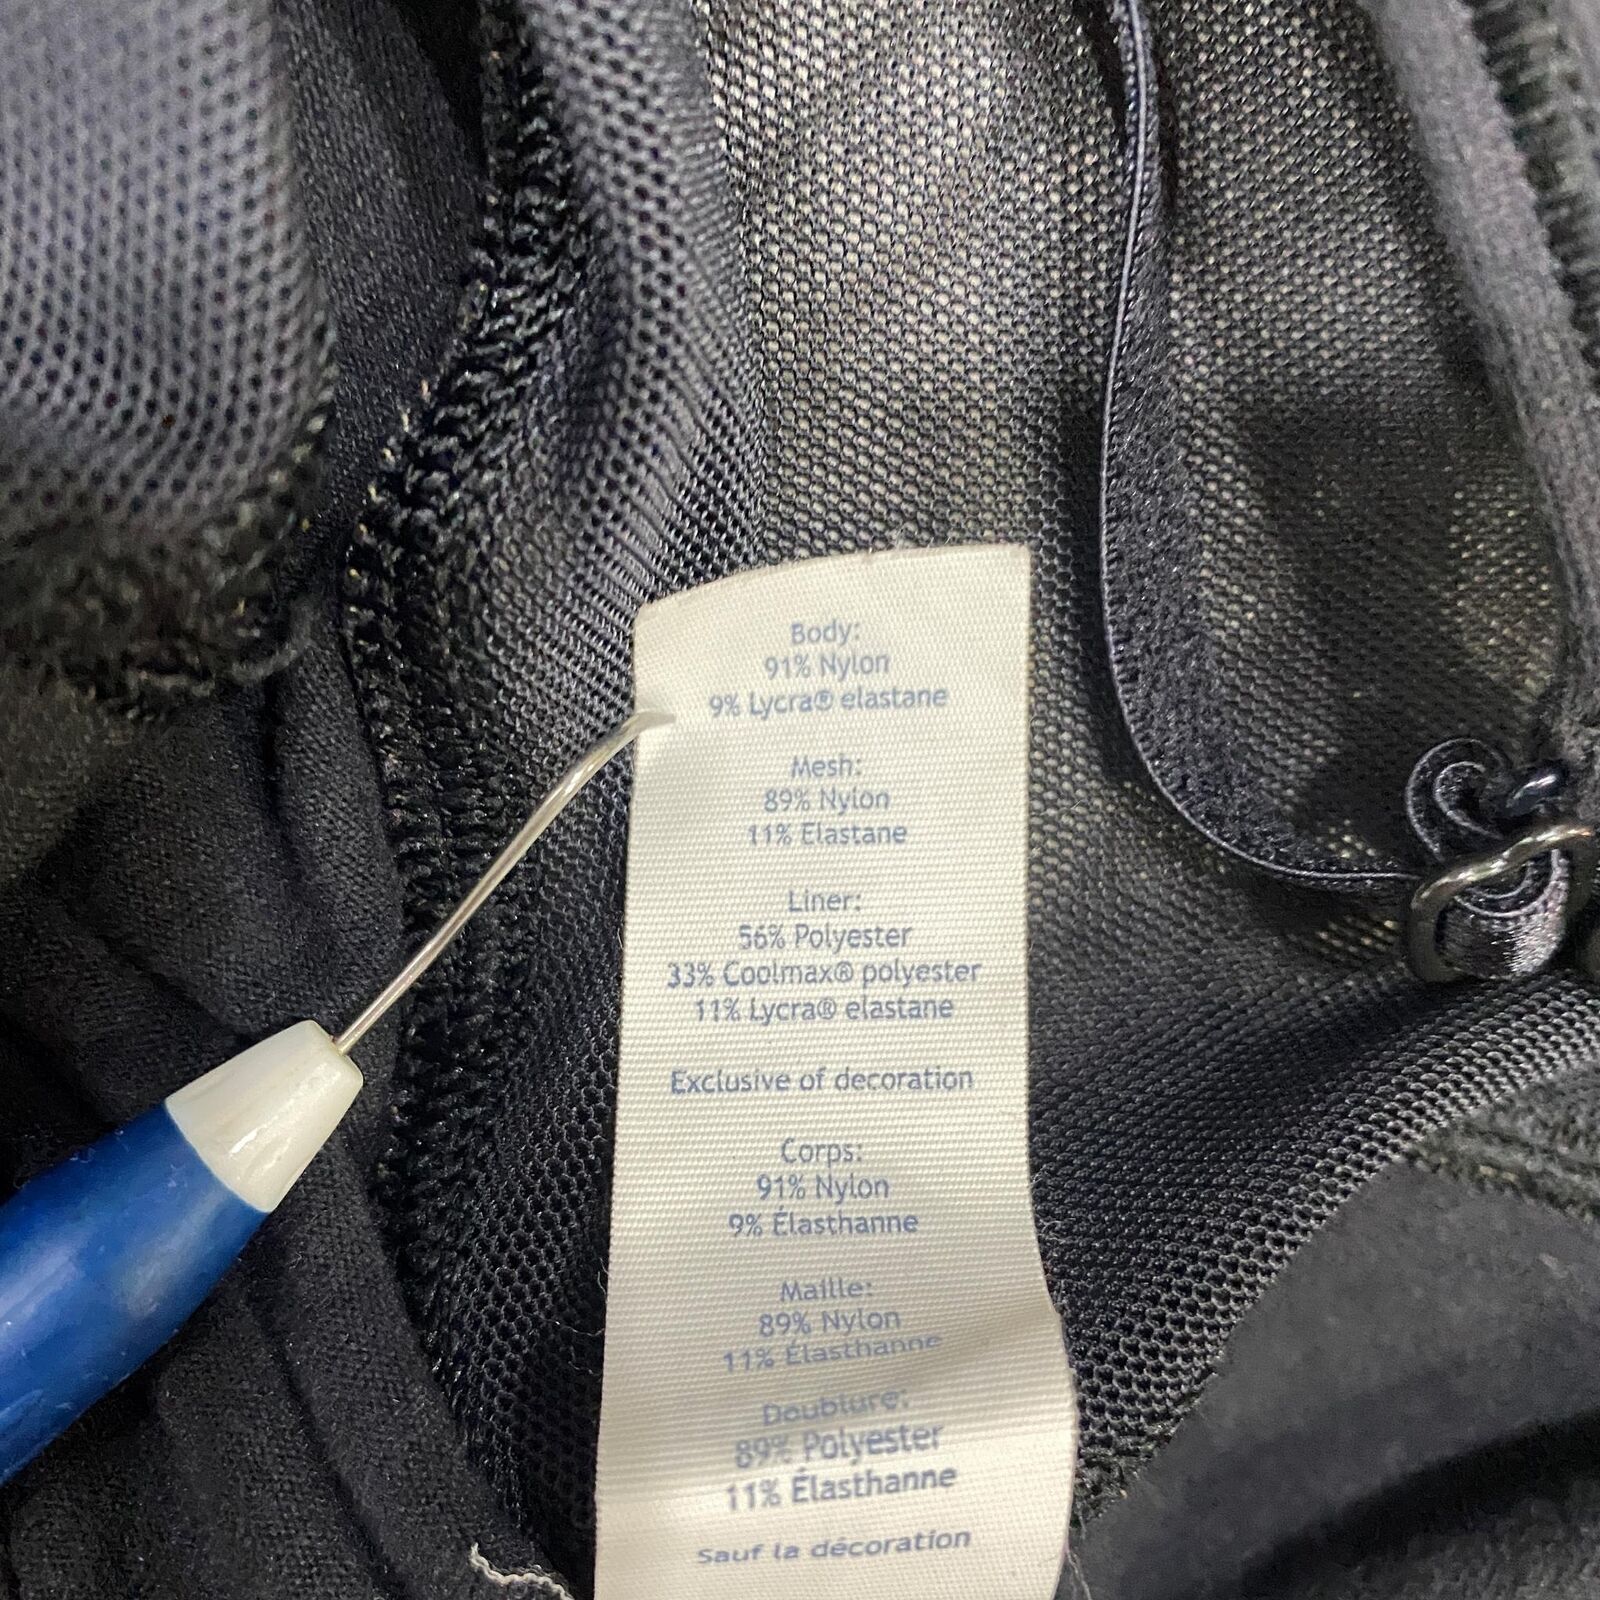 Body:
91% Nylon
9% Lycra® elastane
Mesh:
89% Nylon
11% Elastane
Liner:
56% Polyester
33% Coolmax® polyester
11% Lycra® elastane
Exclusive of decoration
Corps:
91% Nylon
9% Élasthanne
Maille:
89% Nylon
11% Élasthanne
Doublure:
89% Polyester
11% Élasthanne
Sauf la décoration